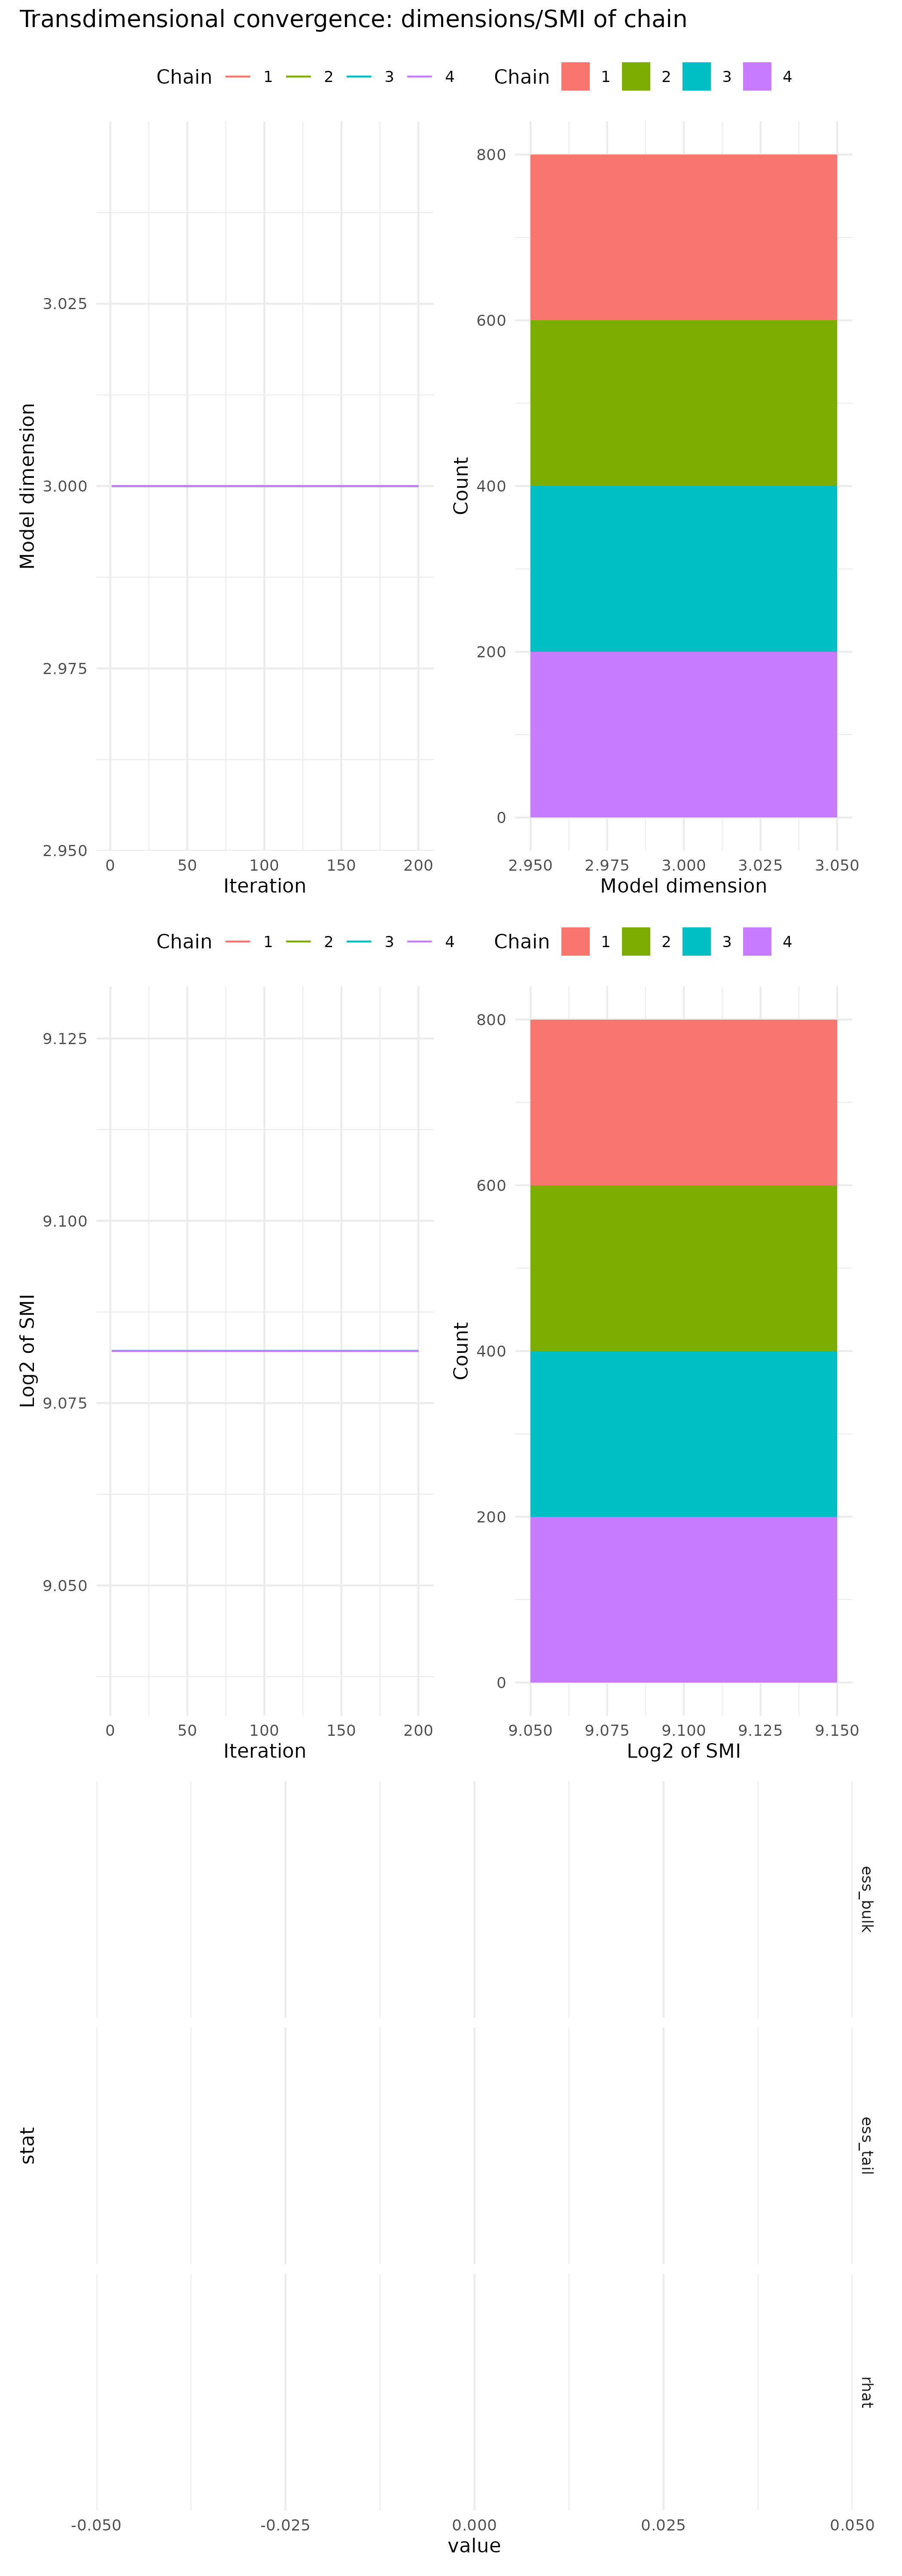 Transdimensional convergence: dimensions/SMI of chain
Chain 1 2 3 4
Chain 1 2 3 4
3.025
3.000
2.975
2.950
Model dimension
0 50 100 150 200
Iteration
800
600
400
200
0
Count
2.950 2.975 3.000 3.025 3.050
Model dimension
Chain 1 2 3 4
Chain 1 2 3 4
9.125
9.100
9.075
9.050
Log2 of SMI
0 50 100 150 200
Iteration
800
600
400
200
0
Count
9.050 9.075 9.100 9.125 9.150
Log2 of SMI
ess_bulk
ess_tail
rhat
stat
-0.050 -0.025 0.000 0.025 0.050
value